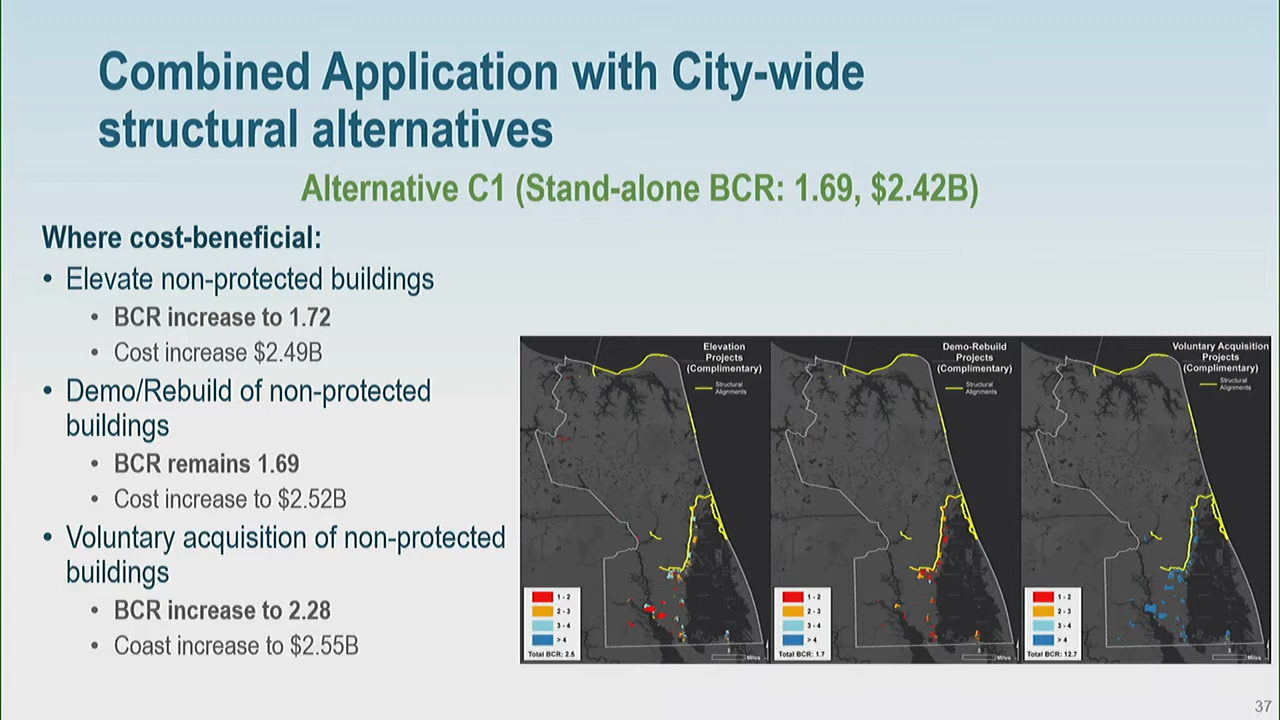 Combined Application with City-wide
structural alternatives
Alternative C1 (Stand-alone BCR: 1.69, $2.42B)
Where cost-beneficial:
• Elevate non-protected buildings
• BCR increase to 1.72
• Cost increase $2.49B
• Demo/Rebuild of non-protected
buildings
• BCR remains 1.69
• Cost increase to $2.52B
• Voluntary acquisition of non-protected
buildings
• BCR increase to 2.28
• Coast increase to $2.55B
Elevation
Projects
(Complimentary)
Structural
Alignments
1 - 2
2 - 3
3 - 4
> 4
Total BCR: 2.5
3
Miles
Demo-Rebuild
Projects
(Complimentary)
Structural
Alignments
1 - 2
2 - 3
3 - 4
> 4
Total BCR: 1.7
3
Miles
Voluntary Acquisition
Projects
(Complimentary)
Structural
Alignments
1 - 2
2 - 3
3 - 4
> 4
Total BCR: 12.7
3
Miles
37